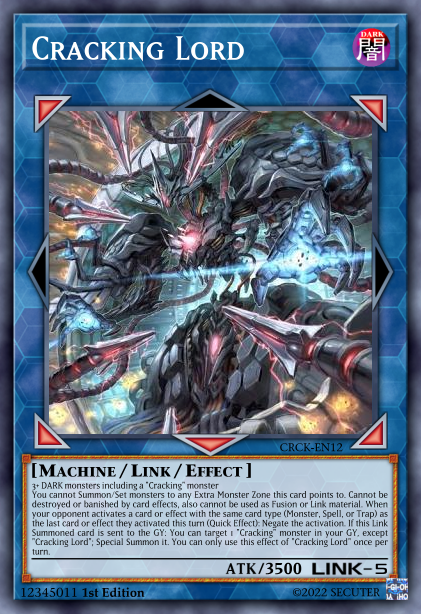 CRACKING LORD
DARK
闇
CRCK-EN12
[MACHINE / LINK / EFFECT ]
3+ DARK monsters including a "Cracking" monster
You cannot Summon/Set monsters to any Extra Monster Zone this card points to. Cannot be
destroyed or banished by card effects, also cannot be used as Fusion or Link material. When
your opponent activates a card or effect with the same card type (Monster, Spell, or Trap) as
the last card or effect they activated this turn (Quick Effect): Negate the activation. If this Link
Summoned card is sent to the GY: You can target 1 "Cracking" monster in your GY, except
"Cracking Lord"; Special Summon it. You can only use this effect of "Cracking Lord" once per
turn.
ATK/3500 LINK-5
12345011 1st Edition ©2022 SECUTER